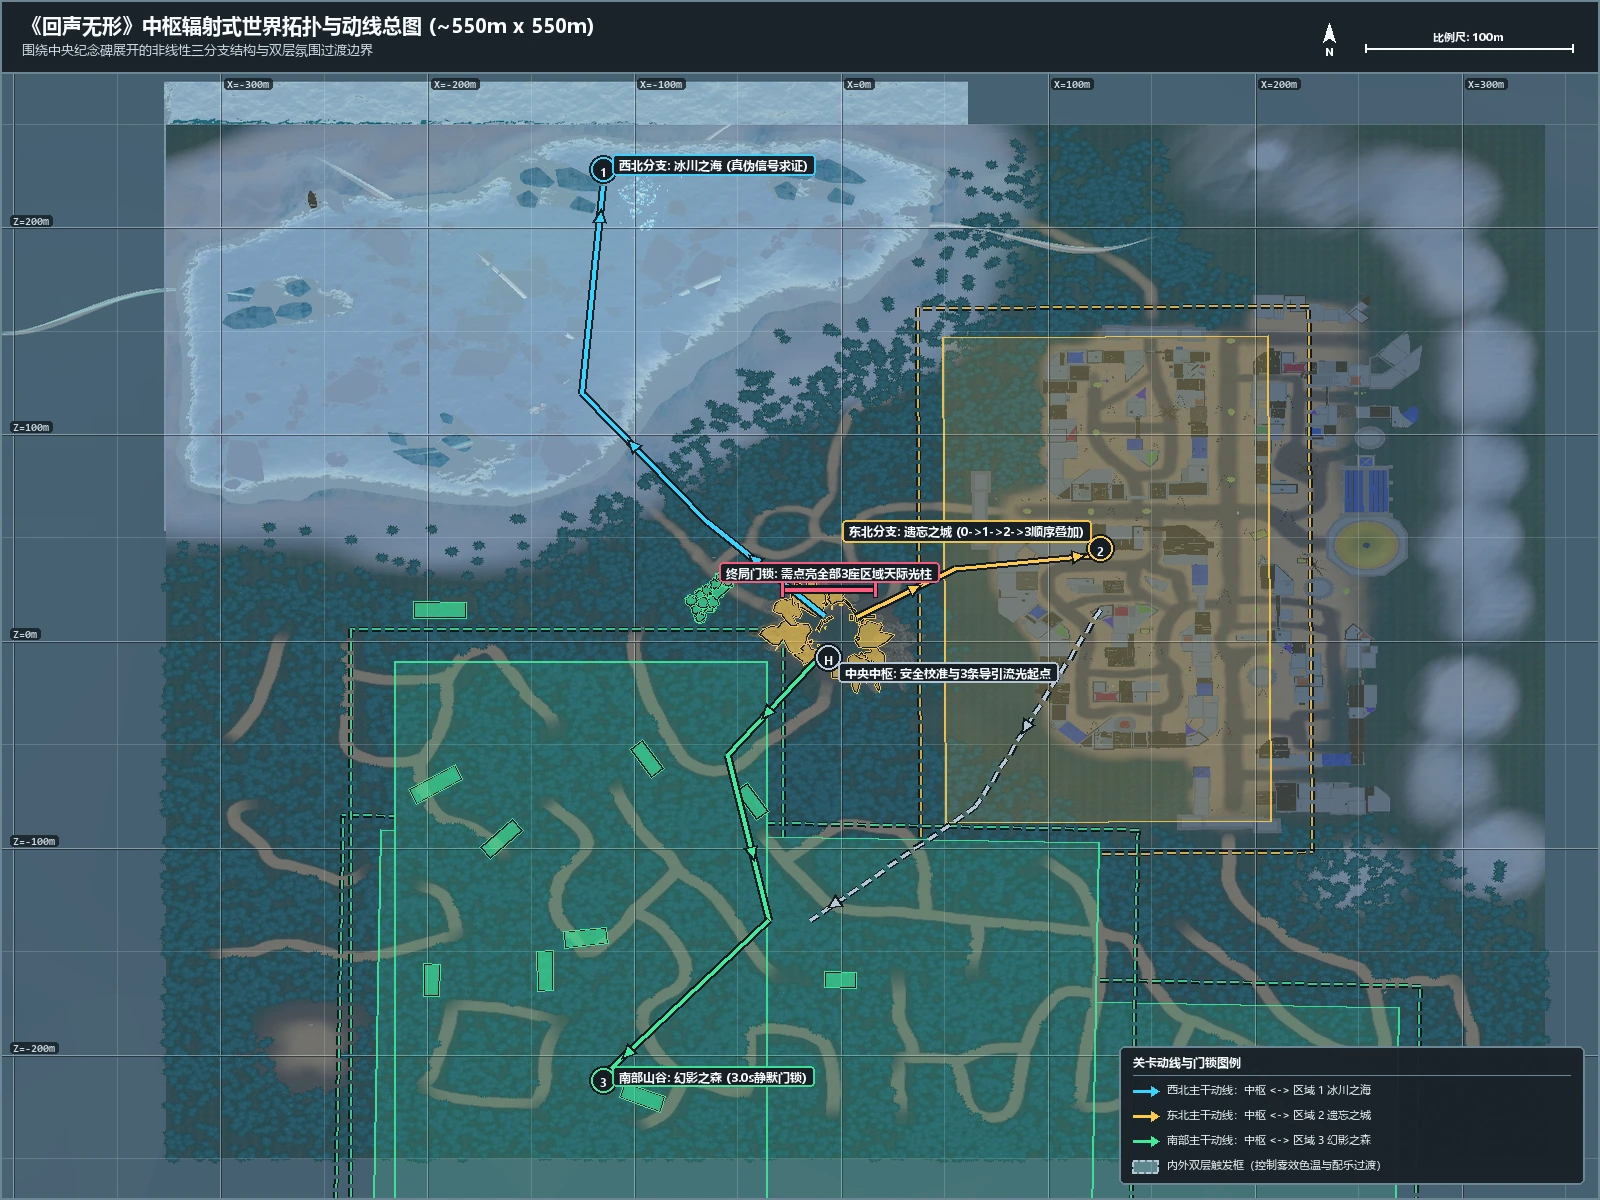 《回声无形》中枢辐射式世界拓扑与动线总图 (~550m x 550m)
围绕中央纪念碑展开的非线性三分支结构与双层氛围过渡边界
N
比例尺: 100m
X=-300m
X=-200m
X=-100m
X=0m
X=100m
X=200m
X=300m
1
西北分支: 冰川之海 (真伪信号求证)
Z=200m
Z=100m
东北分支: 遗忘之城 (0->1->2->3顺序叠加)
2
终局门锁: 需点亮全部3座区域天际光柱
Z=0m
H
中央中枢: 安全校准与3条导引流光起点
Z=-100m
Z=-200m
3
南部山谷: 幻影之森 (3.0s静默门锁)
关卡动线与门锁图例
西北主干动线: 中枢 <-> 区域 1 冰川之海
东北主干动线: 中枢 <-> 区域 2 遗忘之城
南部主干动线: 中枢 <-> 区域 3 幻影之森
内外双层触发框 (控制雾效色温与配乐过渡)